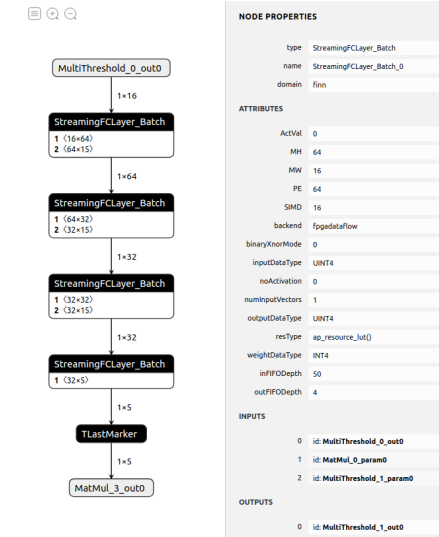 MultiThreshold_0_out0
1×16
StreamingFCLayer_Batch
1 ⟨16×64⟩
2 ⟨64×15⟩
1×64
StreamingFCLayer_Batch
1 ⟨64×32⟩
2 ⟨32×15⟩
1×32
StreamingFCLayer_Batch
1 ⟨32×32⟩
2 ⟨32×15⟩
1×32
StreamingFCLayer_Batch
1 ⟨32×5⟩
1×5
TLastMarker
1×5
MatMul_3_out0
NODE PROPERTIES
type StreamingFCLayer_Batch
name StreamingFCLayer_Batch_0
domain finn
ATTRIBUTES
ActVal 0
MH 64
MW 16
PE 64
SIMD 16
backend fpgadataflow
binaryXnorMode 0
inputDataType UINT4
noActivation 0
numInputVectors 1
outputDataType UINT4
resType ap_resource_lut()
weightDataType INT4
inFIFODepth 50
outFIFODepth 4
INPUTS
0 id: MultiThreshold_0_out0
1 id: MatMul_0_param0
2 id: MultiThreshold_1_param0
OUTPUTS
0 id: MultiThreshold_1_out0